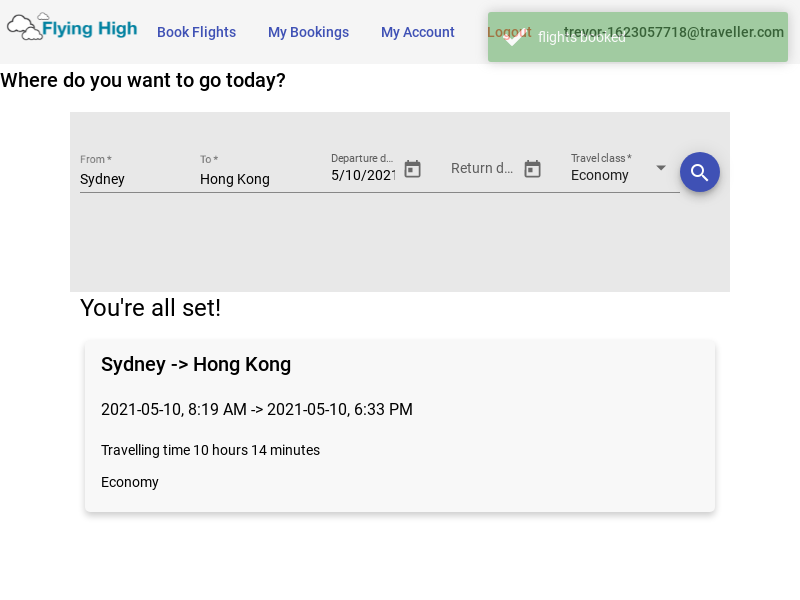 Flying High Book Flights My Bookings My Account Logout trevor-1623057718@traveller.com
flights booked
Where do you want to go today?
From * To * Departure d... Return d... Travel class *
Sydney Hong Kong 5/10/2021 Economy
You're all set!
Sydney -> Hong Kong
2021-05-10, 8:19 AM -> 2021-05-10, 6:33 PM
Travelling time 10 hours 14 minutes
Economy